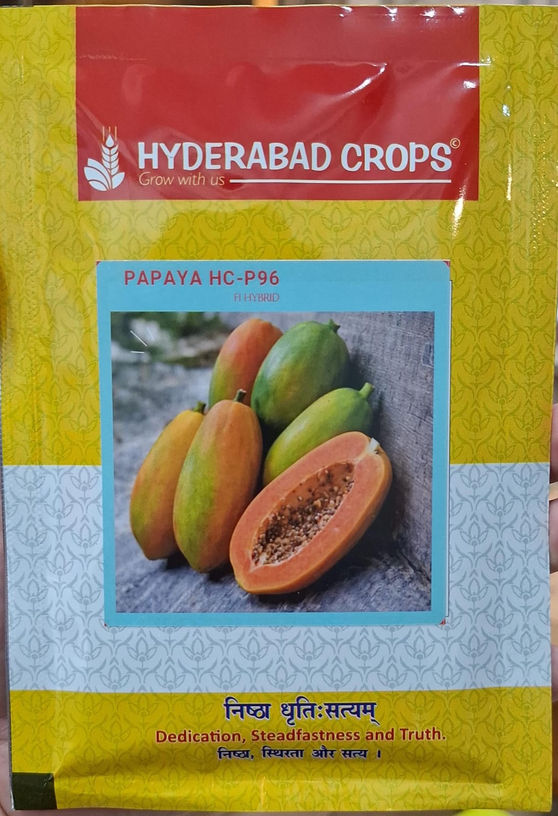 HYDERABAD CROPS©
Grow with us
PAPAYA HC-P96
F1 HYBRID
निष्ठा धृतिःसत्यम्
Dedication, Steadfastness and Truth.
निष्ठा, स्थिरता और सत्य ।